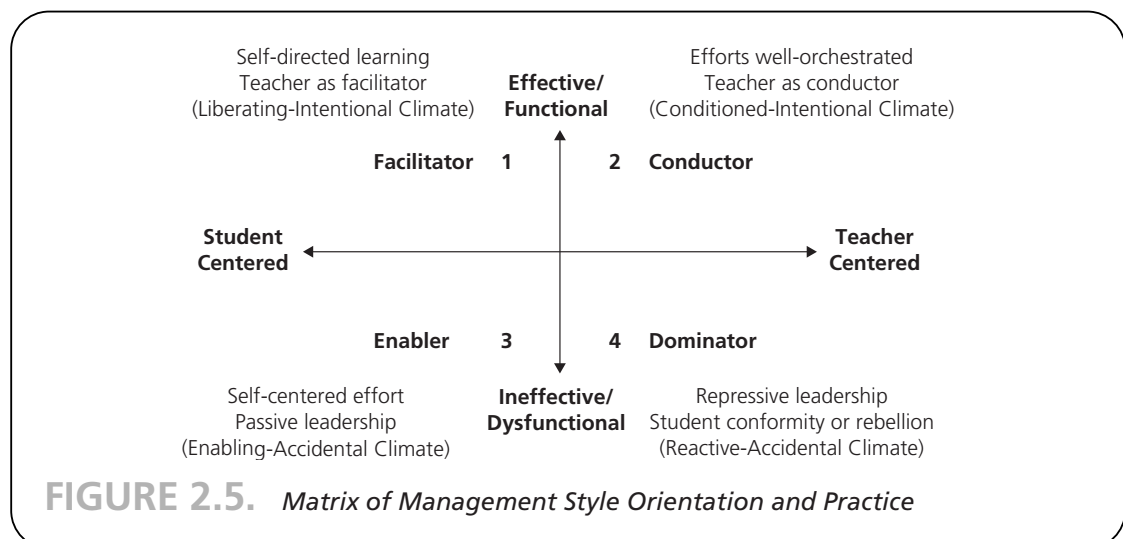 Self-directed learning
Teacher as facilitator
(Liberating-Intentional Climate)
Effective/
Functional
Efforts well-orchestrated
Teacher as conductor
(Conditioned-Intentional Climate)
Facilitator 1
2 Conductor
Student
Centered
Teacher
Centered
Enabler 3
4 Dominator
Self-centered effort
Passive leadership
(Enabling-Accidental Climate)
Ineffective/
Dysfunctional
Repressive leadership
Student conformity or rebellion
(Reactive-Accidental Climate)
FIGURE 2.5. Matrix of Management Style Orientation and Practice